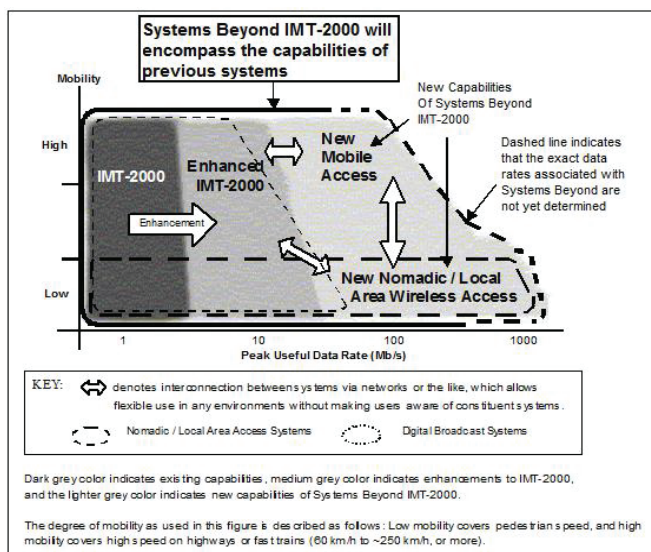 Systems Beyond IMT-2000 will
encompass the capabilities of
previous systems
Mobility
New Capabilities
Of Systems Beyond
IMT-2000
High
New
Mobile
Access
Dashed line indicates
that the exact data
rates associated with
Systems Beyond are
not yet determined
IMT-2000
Enhanced
IMT-2000
Enhancement
Low
New Nomadic / Local
Area Wireless Access
1
10
100
1000
Peak Useful Data Rate (Mb/s)
KEY:
denotes interconnection between systems via networks or the like, which allows
flexible use in any environments without making users aware of constituent systems.
Nomadic / Local Area Access Systems
Digital Broadcast Systems
Dark grey color indicates existing capabilities, medium grey color indicates enhancements to IMT-2000,
and the lighter grey color indicates new capabilities of Systems Beyond IMT-2000.
The degree of mobility as used in this figure is described as follows: Low mobility covers pedestrian speed, and high
mobility covers high speed on highways or fast trains (60 km/h to ~250 km/h, or more).